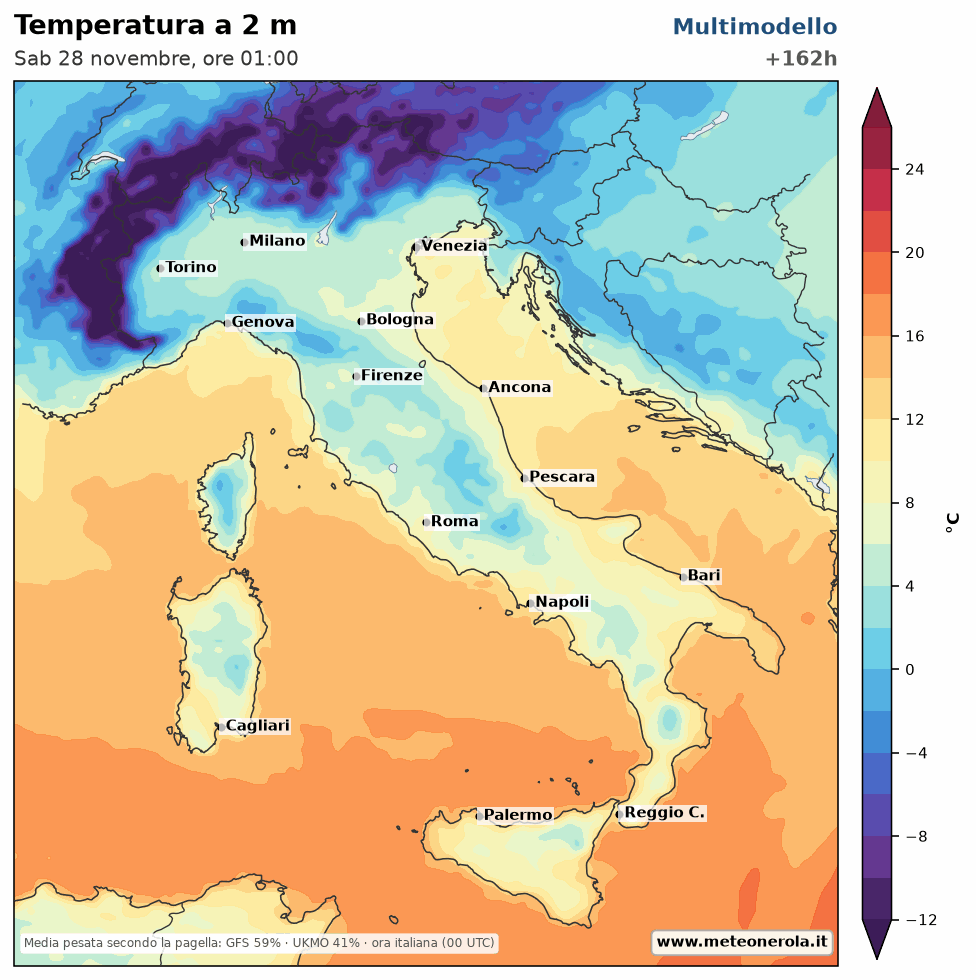 Temperatura a 2 m
Multimodello
Sab 28 novembre, ore 01:00
+162h
Milano
Venezia
Torino
Genova
Bologna
Firenze
Ancona
Pescara
Roma
Bari
Napoli
Cagliari
Palermo
Reggio C.
24
20
16
12
8
4
0
−4
−8
−12
°C
Media pesata secondo la pagella: GFS 59% · UKMO 41% · ora italiana (00 UTC)
www.meteonerola.it